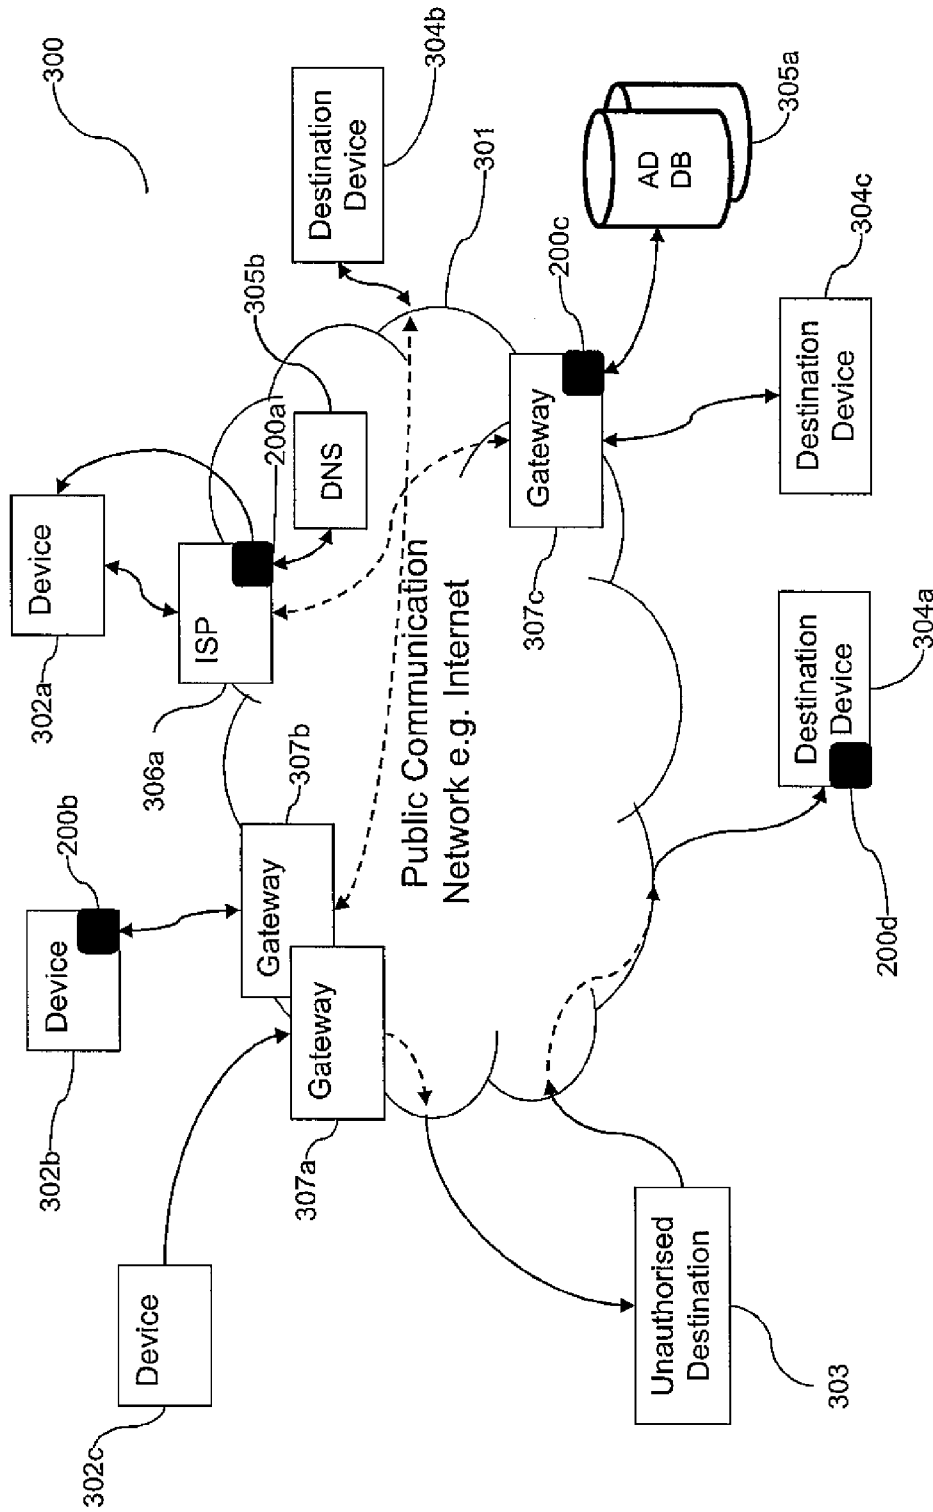 300
Device
302a
Device
200b
302b
Device
302c
ISP
306a
200a
DNS
305b
Destination
Device
304b
301
Gateway
307b
Gateway
307a
Public Communication
Network e.g. Internet
Gateway
307c
200c
AD
DB
305a
Destination
Device
304c
Destination
Device
304a
200d
Unauthorised
Destination
303